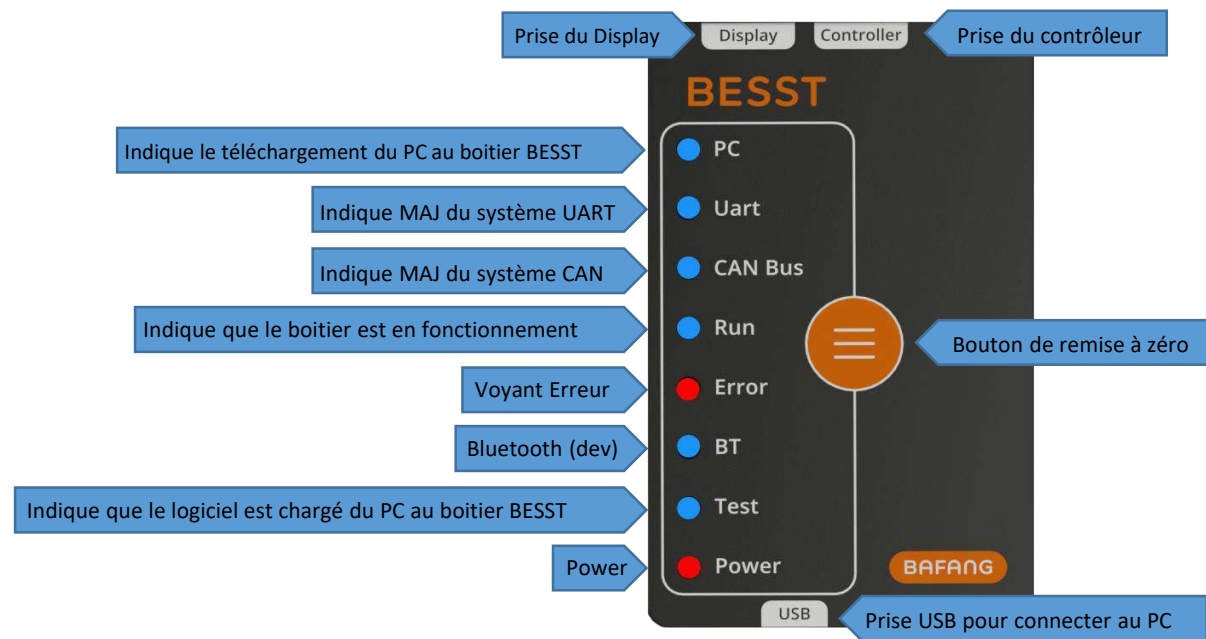 Prise du Display
Display
Controller
Prise du contrôleur
BESST
Indique le téléchargement du PC au boitier BESST
PC
Indique MAJ du système UART
Uart
Indique MAJ du système CAN
CAN Bus
Indique que le boitier est en fonctionnement
Run
Bouton de remise à zéro
Voyant Erreur
Error
Bluetooth (dev)
BT
Indique que le logiciel est chargé du PC au boitier BESST
Test
Power
Power
BAFANG
USB
Prise USB pour connecter au PC